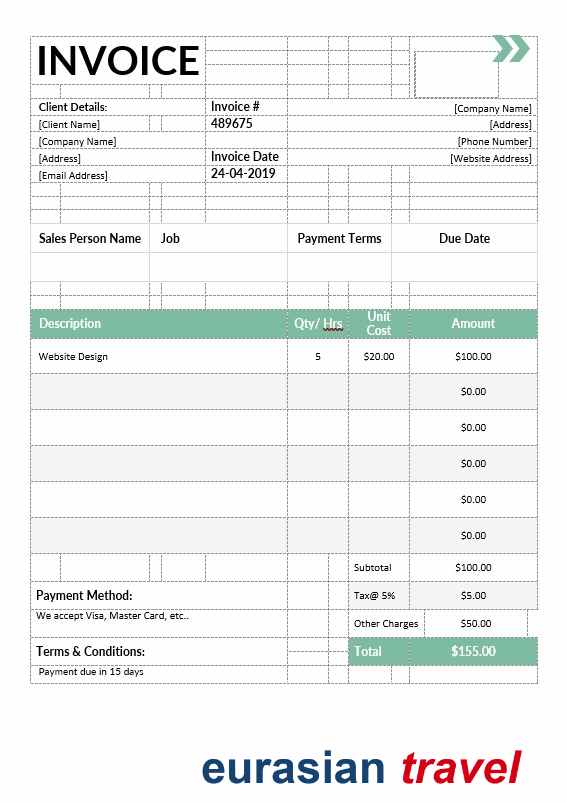 INVOICE
Client Details:
[Client Name]
[Company Name]
[Address]
[Email Address]
Invoice #
489675
Invoice Date
24-04-2019
[Company Name]
[Address]
[Phone Number]
[Website Address]
Sales Person Name Job Payment Terms Due Date
Description Qty/ Hrs Unit Cost Amount
Website Design 5 $20.00 $100.00
$0.00
$0.00
$0.00
$0.00
$0.00
Subtotal $100.00
Payment Method: Tax@ 5% $5.00
We accept Visa, Master Card, etc..
Other Charges $50.00
Terms & Conditions: Total $155.00
Payment due in 15 days
eurasian travel